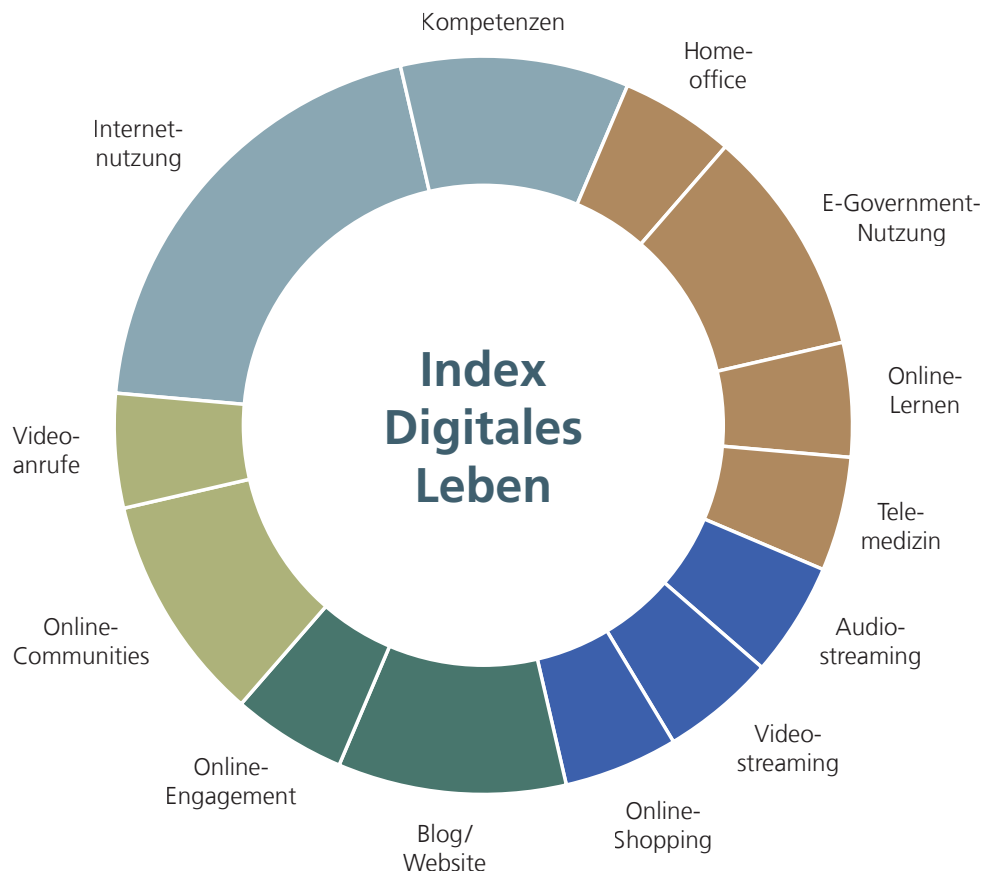 Kompetenzen
Home-
office
E-Government-
Nutzung
Online-
Lernen
Tele-
medizin
Audio-
streaming
Video-
streaming
Online-
Shopping
Blog/
Website
Online-
Engagement
Online-
Communities
Video-
anrufe
Internet-
nutzung
Index
Digitales
Leben